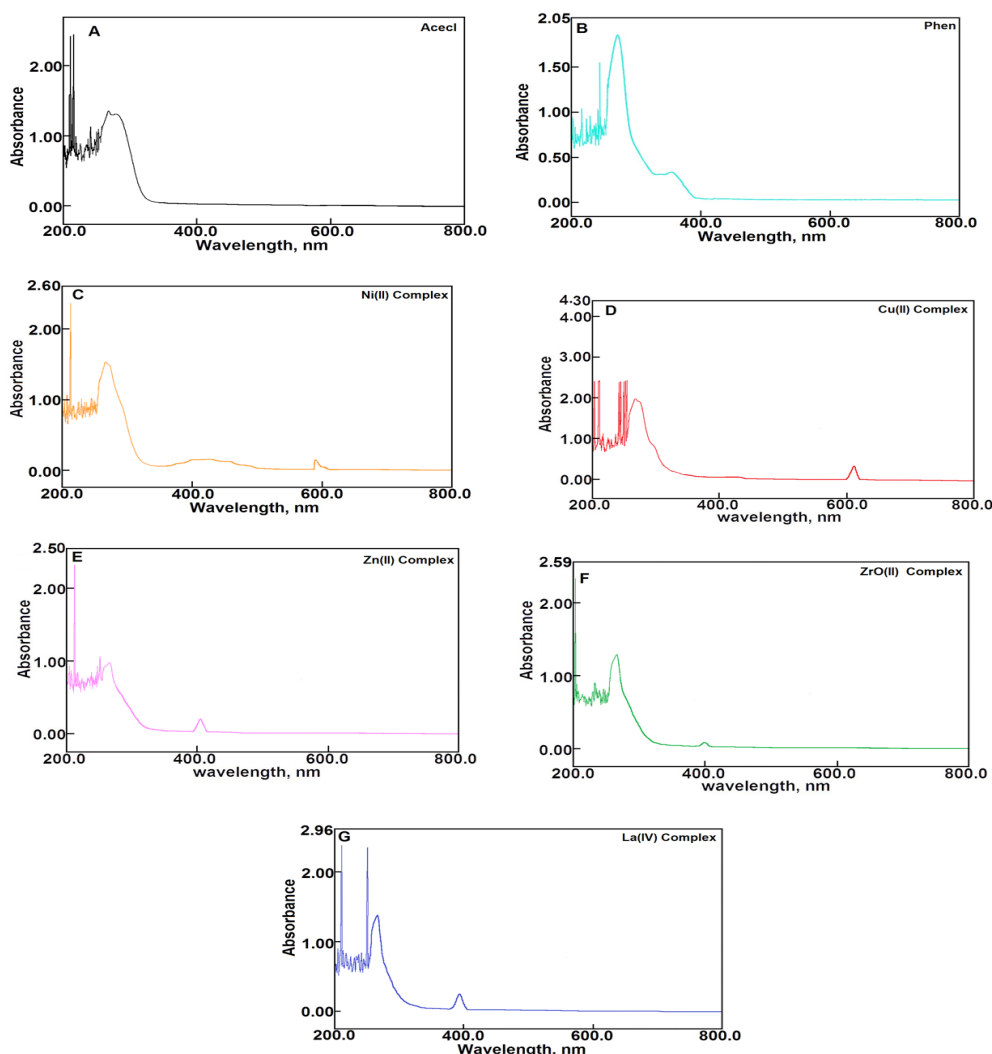 A
Acecl
2.00
1.00
0.00
Absorbance
200.0 400.0 600.0 800.0
Wavelength, nm
2.05
B
Phen
1.50
1.00
0.50
0.00
Absorbance
200.0 400.0 600.0 800.0
Wavelength, nm
2.60
C
Ni(II) Complex
2.00
1.00
0.00
Absorbance
200.0 400.0 600.0 800.0
Wavelength, nm
4.30
D
Cu(II) Complex
4.00
3.00
2.00
1.00
0.00
Absorbance
200.0 400.0 600.0 800.0
wavelength, nm
2.50
E
Zn(II) Complex
2.00
1.00
0.00
Absorbance
200.0 400.0 600.0 800.0
wavelength, nm
2.59
F
ZrO(II) Complex
2.00
1.00
0.00
Absorbance
200.0 400.0 600.0 800.0
wavelength, nm
2.96
G
La(IV) Complex
2.00
1.00
0.00
Absorbance
200.0 400.0 600.0 800.0
Wavelength, nm